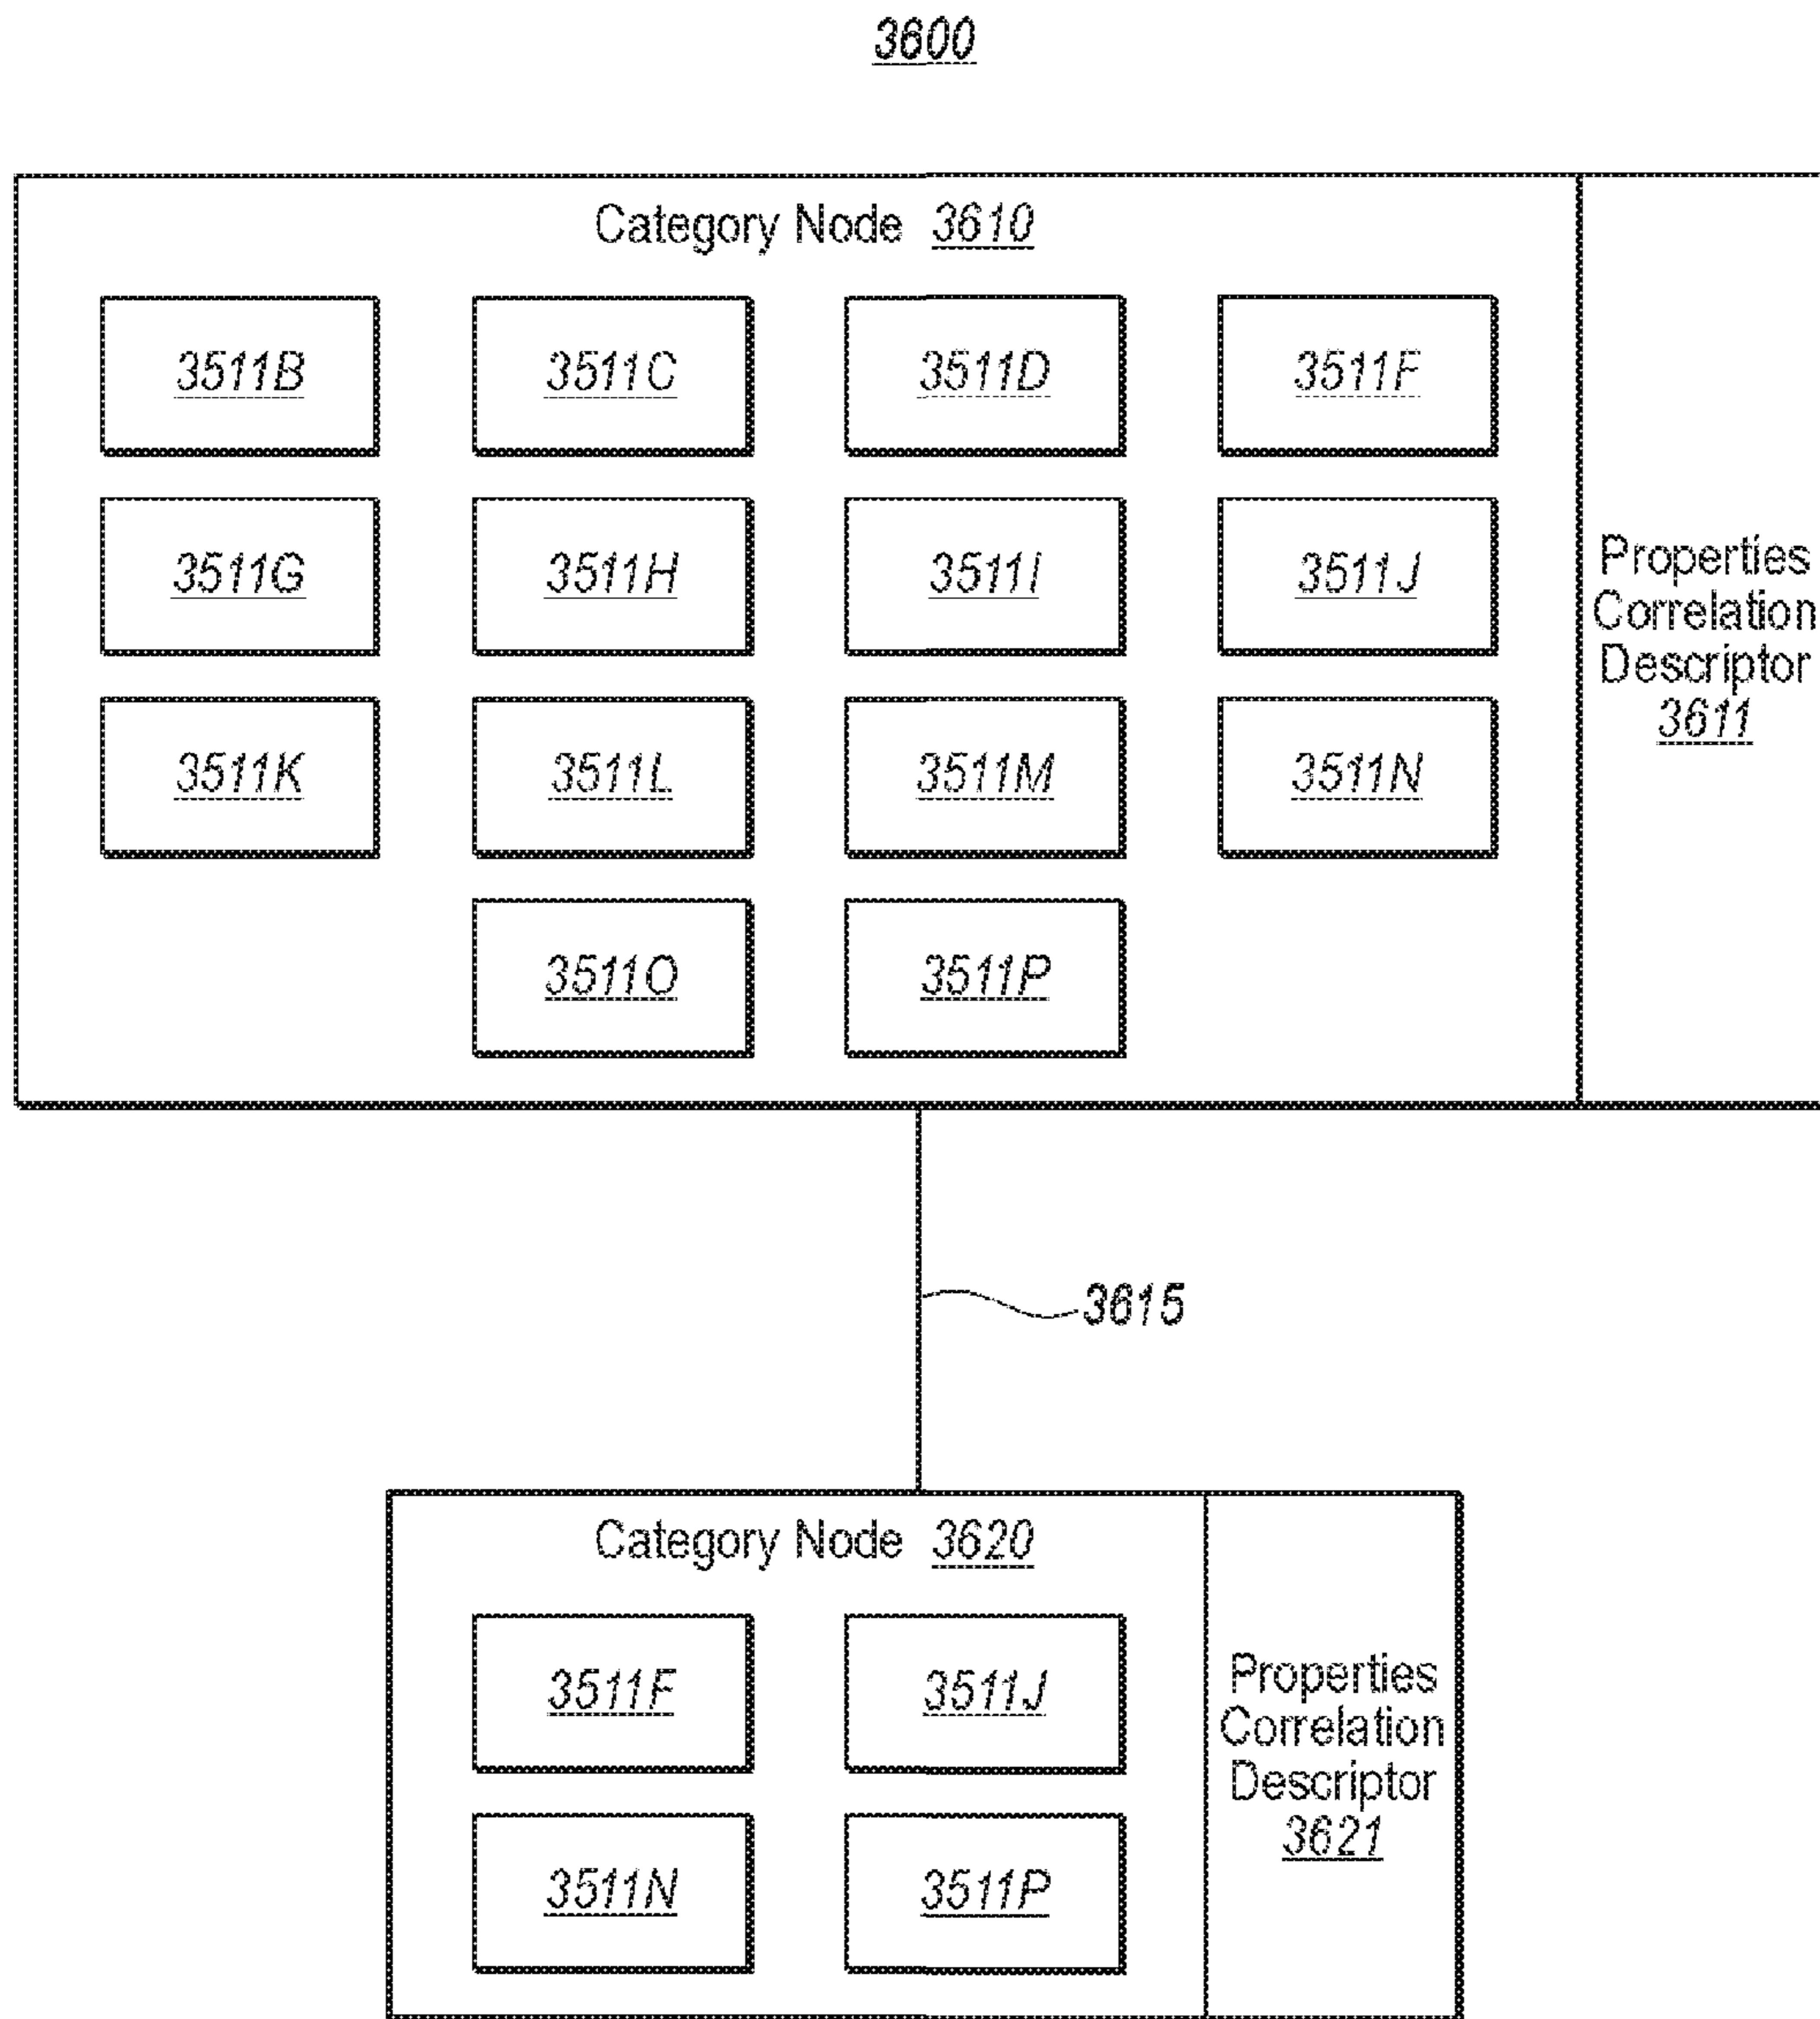 3600
Category Node 3610
3511B 3511C 3511D 3511F
3511G 3511H 3511I 3511J
3511K 3511L 3511M 3511N
3511O 3511P
Properties
Correlation
Descriptor
3611
3615
Category Node 3620
3511F 3511J
3511N 3511P
Properties
Correlation
Descriptor
3621